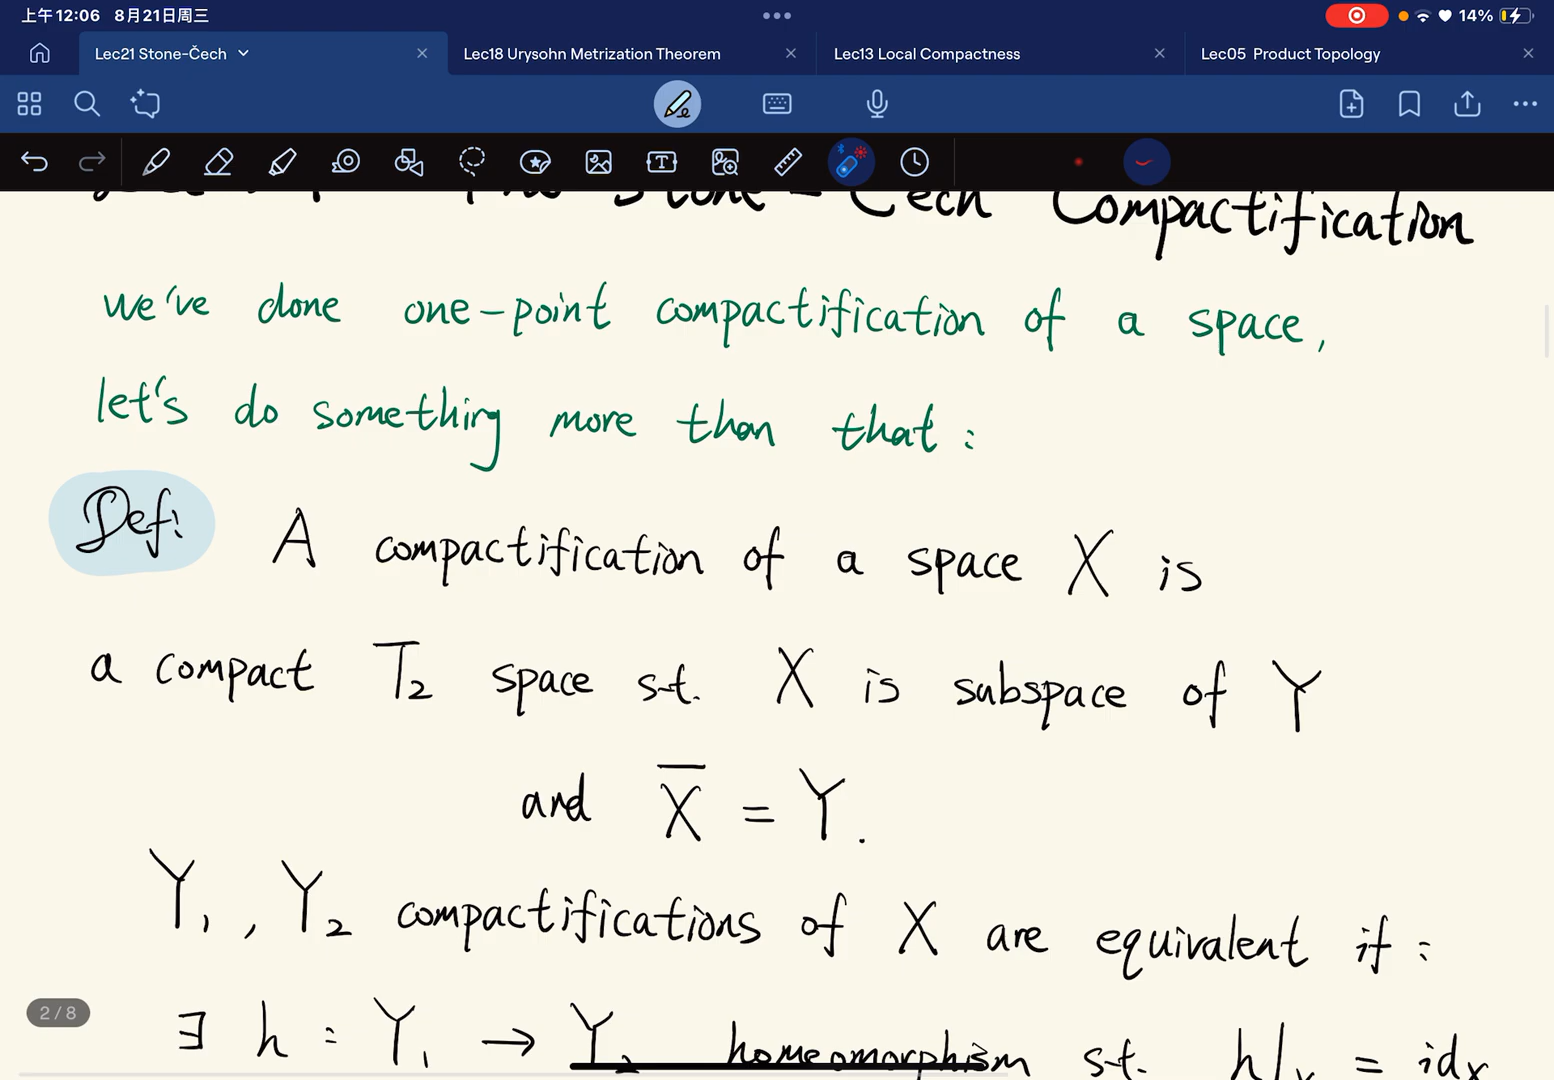 上午12:06 8月21日周三
14%
Lec21 Stone-Čech
Lec18 Urysohn Metrization Theorem
Lec13 Local Compactness
Lec05 Product Topology
The Stone-Čech Compactification
we've done one-point compactification of a space,
let's do something more than that:
Def: A compactification of a space X is
a compact T₂ space s.t. X is subspace of Y
and X̅ = Y.
Y₁, Y₂ compactifications of X are equivalent if:
∃ h: Y₁ → Y₂ homeomorphism s.t. h|ₓ = idₓ
2/8